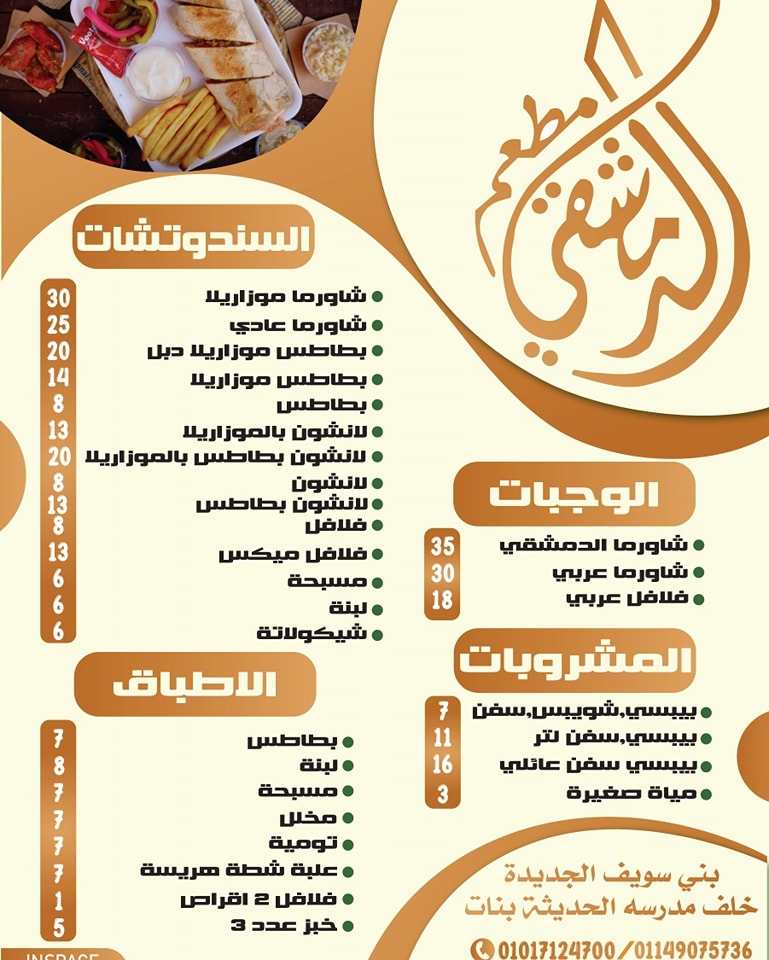 مطعم
الدمشقي
السندوتشات
شاورما موزاريلا 30
شاورما عادي 25
بطاطس موزاريلا دبل 20
بطاطس موزاريلا 14
بطاطس 8
لانشون بالموزاريلا 13
لانشون بطاطس بالموزاريلا 20
لانشون 8
لانشون بطاطس 13
فلافل 8
فلافل ميكس 13
مسبحة 6
لبنة 6
شيكولاتة 6
الاطباق
بطاطس 7
لبنة 8
مسبحة 7
مخلل 7
تومية 7
علبة شطة هريسة 7
فلافل 2 اقراص 1
خبز عدد 3 5
الوجبات
شاورما الدمشقي 35
شاورما عربي 30
فلافل عربي 18
المشروبات
بيبسي,شويبس,سفن 7
بيبسي,سفن لتر 11
بيبسي سفن عائلي 16
مياة صغيرة 3
بني سويف الجديدة
خلف مدرسه الحديثة بنات
01017124700/01149075736